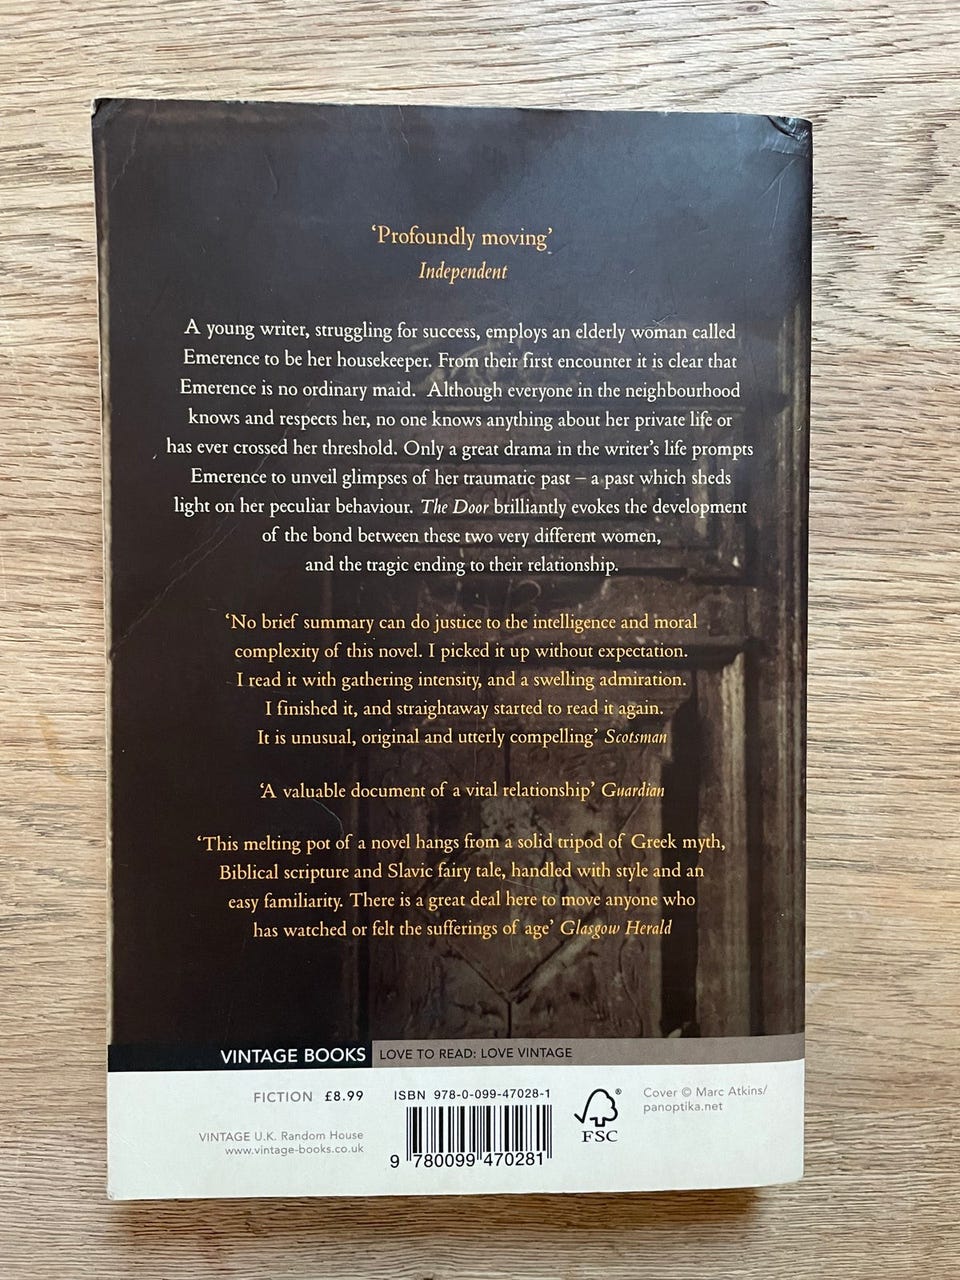 ‘Profoundly moving’
Independent
A young writer, struggling for success, employs an elderly woman called
Emerence to be her housekeeper. From their first encounter it is clear that
Emerence is no ordinary maid. Although everyone in the neighbourhood
knows and respects her, no one knows anything about her private life or
has ever crossed her threshold. Only a great drama in the writer’s life prompts
Emerence to unveil glimpses of her traumatic past – a past which sheds
light on her peculiar behaviour. The Door brilliantly evokes the development
of the bond between these two very different women,
and the tragic ending to their relationship.
‘No brief summary can do justice to the intelligence and moral
complexity of this novel. I picked it up without expectation.
I read it with gathering intensity, and a swelling admiration.
I finished it, and straightaway started to read it again.
It is unusual, original and utterly compelling’ Scotsman
‘A valuable document of a vital relationship’ Guardian
‘This melting pot of a novel hangs from a solid tripod of Greek myth,
Biblical scripture and Slavic fairy tale, handled with style and an
easy familiarity. There is a great deal here to move anyone who
has watched or felt the sufferings of age’ Glasgow Herald
VINTAGE BOOKS LOVE TO READ: LOVE VINTAGE
FICTION £8.99
VINTAGE U.K. Random House
www.vintage-books.co.uk
ISBN 978-0-099-47028-1
9 780099 470281
®
FSC
Cover © Marc Atkins/
panoptika.net